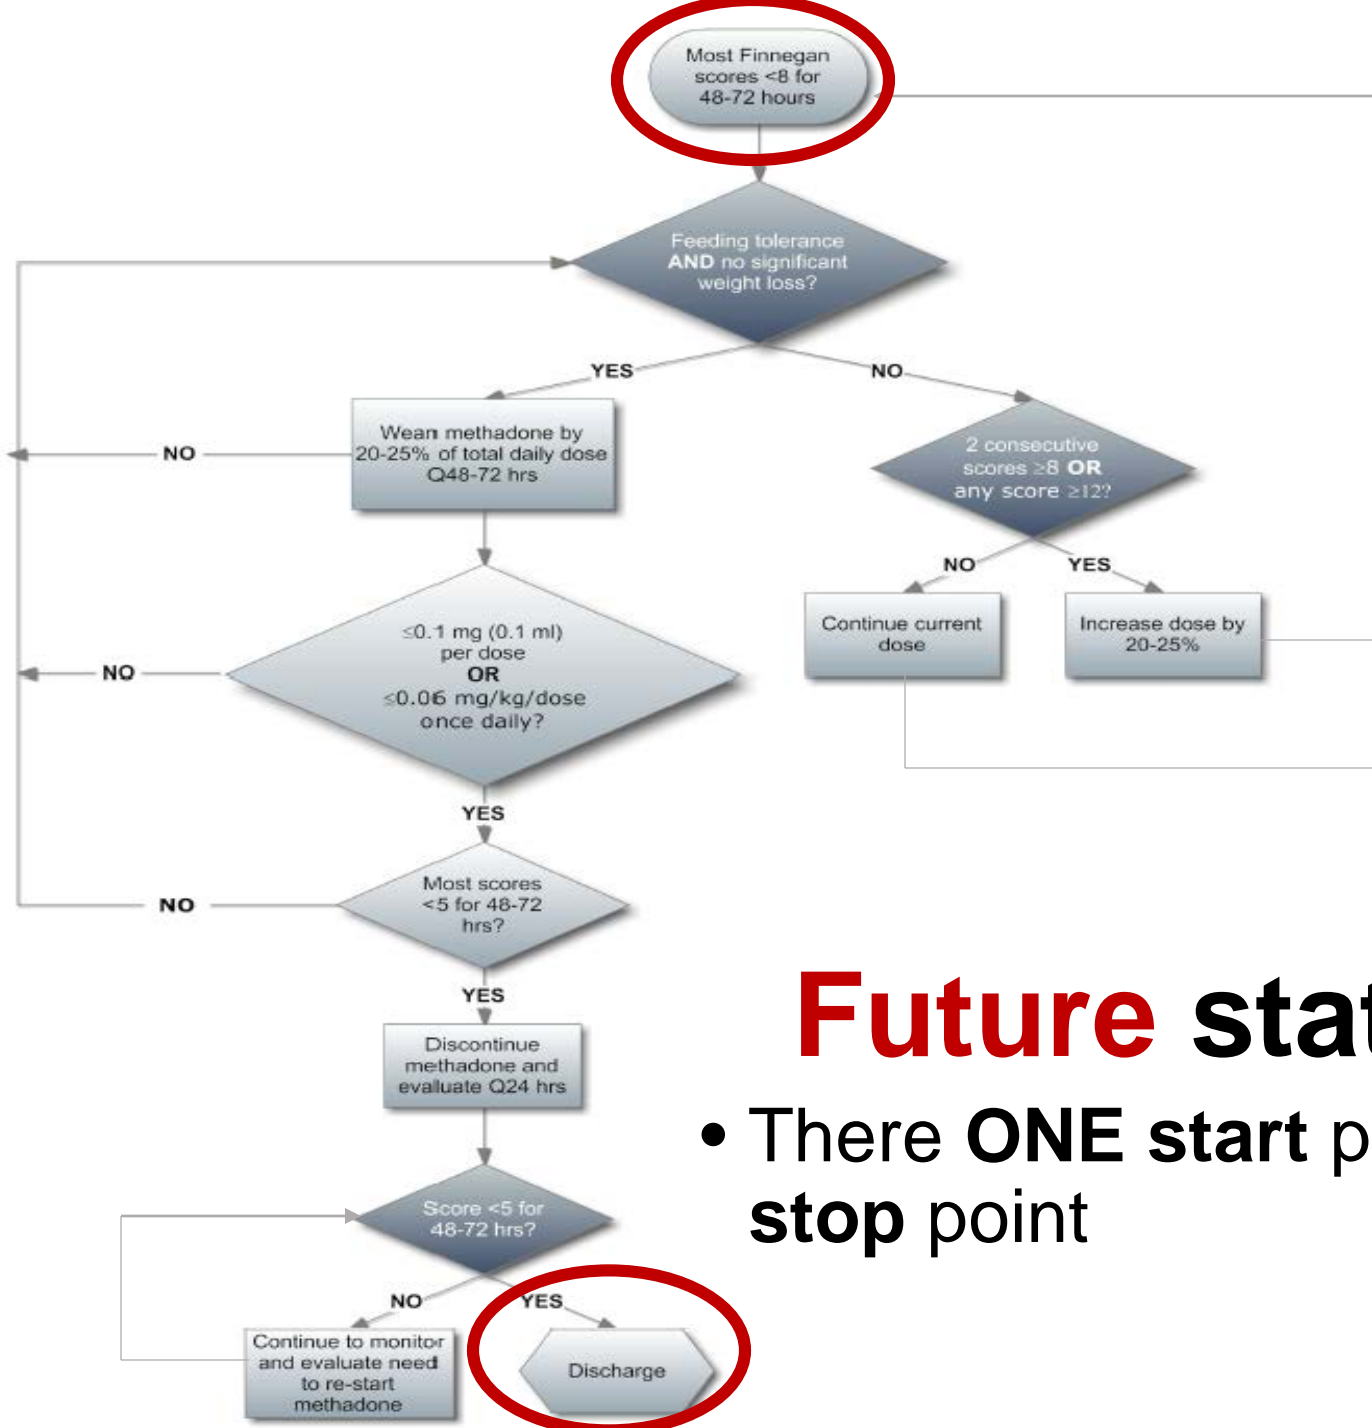 Most Finnegan
scores <8 for
48-72 hours
Feeding tolerance
AND no significant
weight loss?
YES
NO
Wean methadone by
20-25% of total daily dose
Q48-72 hrs
NO
2 consecutive
scores ≥8 OR
any score ≥12?
NO
YES
Continue current
dose
Increase dose by
20-25%
≤0.1 mg (0.1 ml)
per dose
OR
≤0.06 mg/kg/dose
once daily?
NO
YES
Most scores
<5 for 48-72
hrs?
NO
YES
Discontinue
methadone and
evaluate Q24 hrs
Future
• There ONE start
stop point
Score <5 for
48-72 hrs?
NO
YES
Continue to monitor
and evaluate need
to re-start
methadone
Discharge